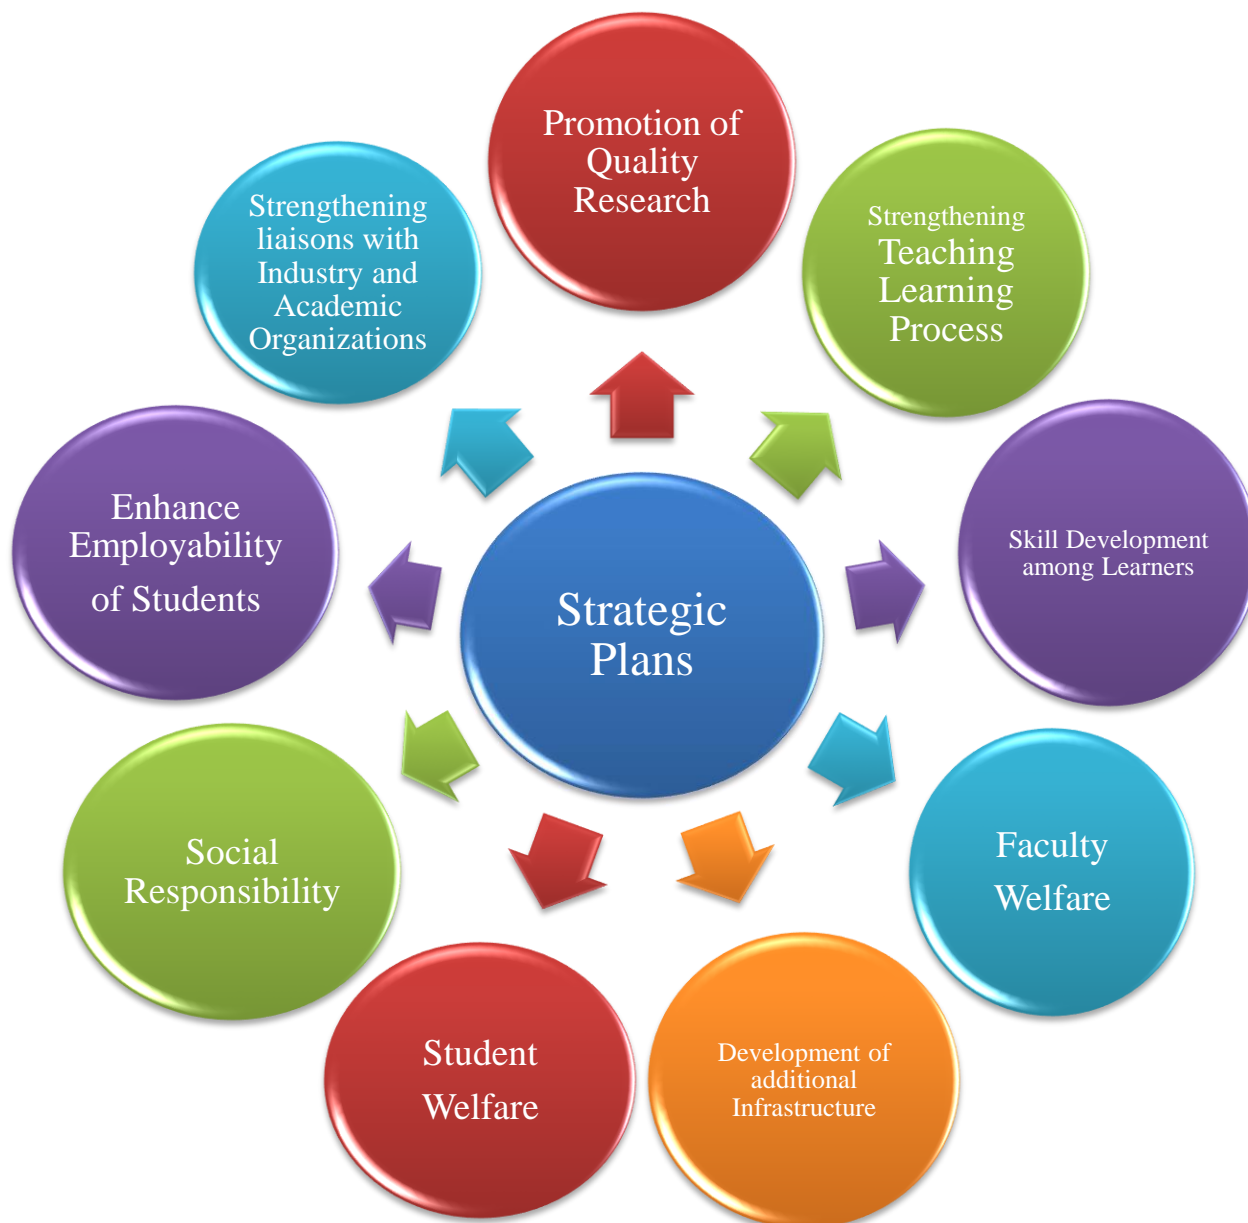 Promotion of
Quality
Research
Strengthening
Teaching
Learning
Process
Skill Development
among Learners
Faculty
Welfare
Development of
additional
Infrastructure
Student
Welfare
Social
Responsibility
Enhance
Employability
of Students
Strengthening
liaisons with
Industry and
Academic
Organizations
Strategic
Plans